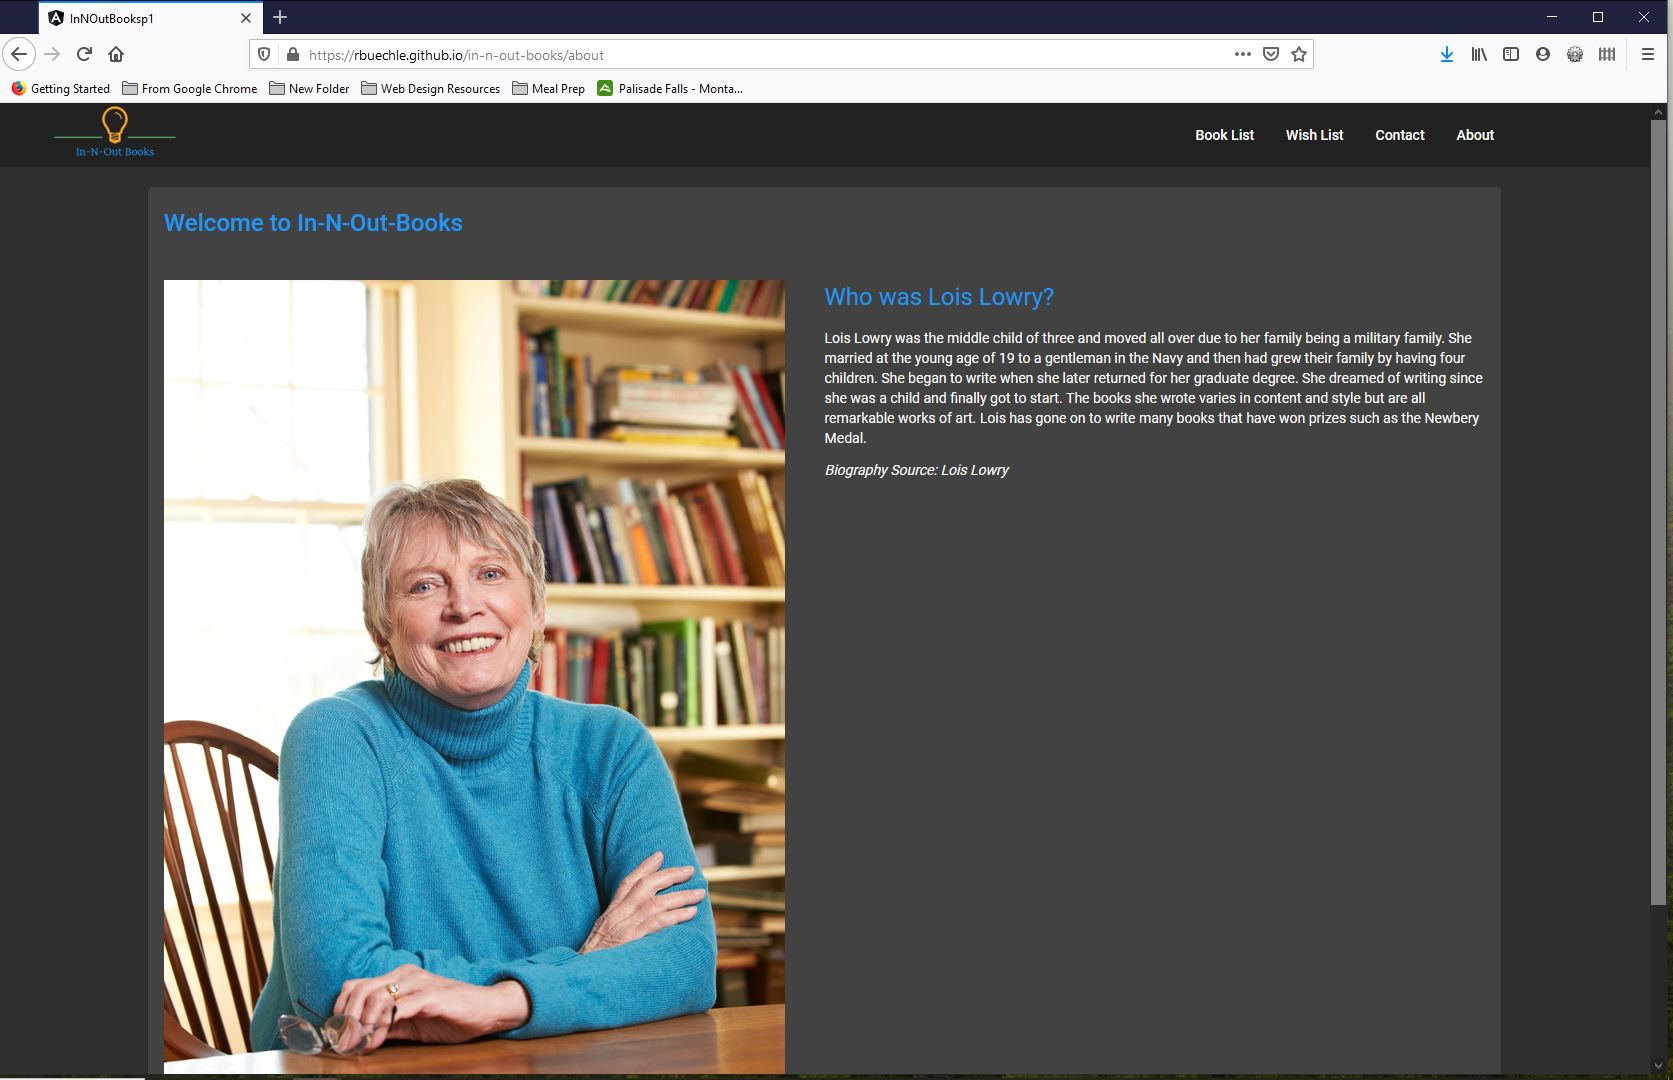 InNOutBooksp1
https://rbuechle.github.io/in-n-out-books/about
Getting Started From Google Chrome New Folder Web Design Resources Meal Prep Palisade Falls - Monta...
In-N-Out Books
Book List Wish List Contact About
Welcome to In-N-Out-Books
Who was Lois Lowry?
Lois Lowry was the middle child of three and moved all over due to her family being a military family. She
married at the young age of 19 to a gentleman in the Navy and then had grew their family by having four
children. She began to write when she later returned for her graduate degree. She dreamed of writing since
she was a child and finally got to start. The books she wrote varies in content and style but are all
remarkable works of art. Lois has gone on to write many books that have won prizes such as the Newbery
Medal.
Biography Source: Lois Lowry